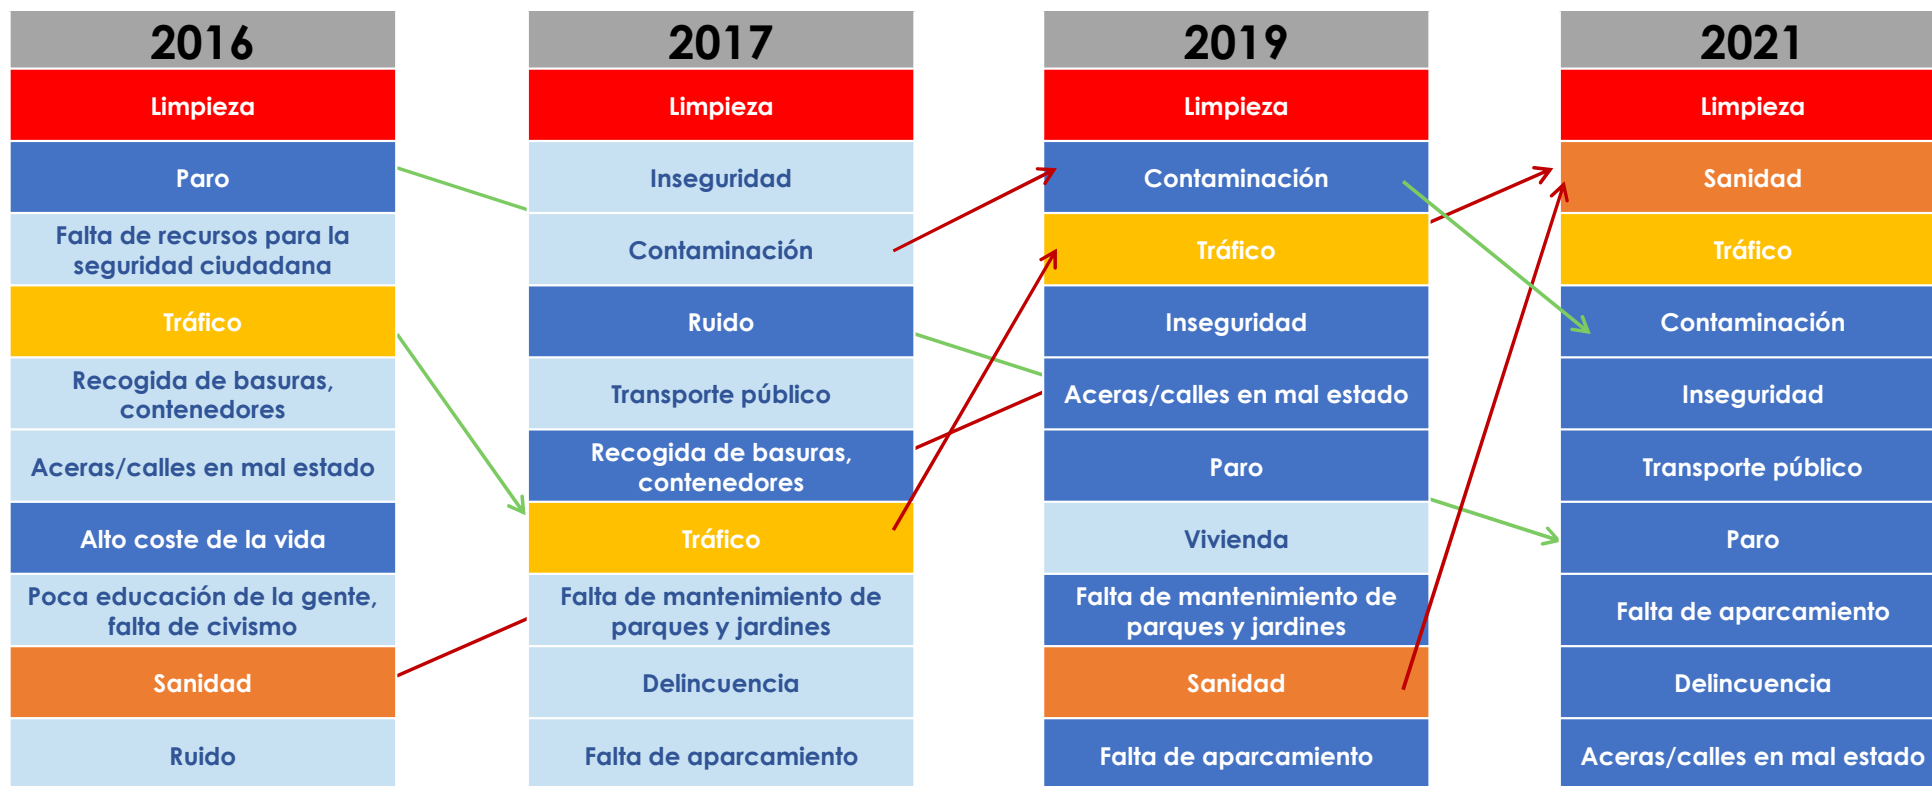 2016
Limpieza
Paro
Falta de recursos para la
seguridad ciudadana
Tráfico
Recogida de basuras,
contenedores
Aceras/calles en mal estado
Alto coste de la vida
Poca educación de la gente,
falta de civismo
Sanidad
Ruido
2017
Limpieza
Inseguridad
Contaminación
Ruido
Transporte público
Recogida de basuras,
contenedores
Tráfico
Falta de mantenimiento de
parques y jardines
Delincuencia
Falta de aparcamiento
2019
Limpieza
Contaminación
Tráfico
Inseguridad
Aceras/calles en mal estado
Paro
Vivienda
Falta de mantenimiento de
parques y jardines
Sanidad
Falta de aparcamiento
2021
Limpieza
Sanidad
Tráfico
Contaminación
Inseguridad
Transporte público
Paro
Falta de aparcamiento
Delincuencia
Aceras/calles en mal estado